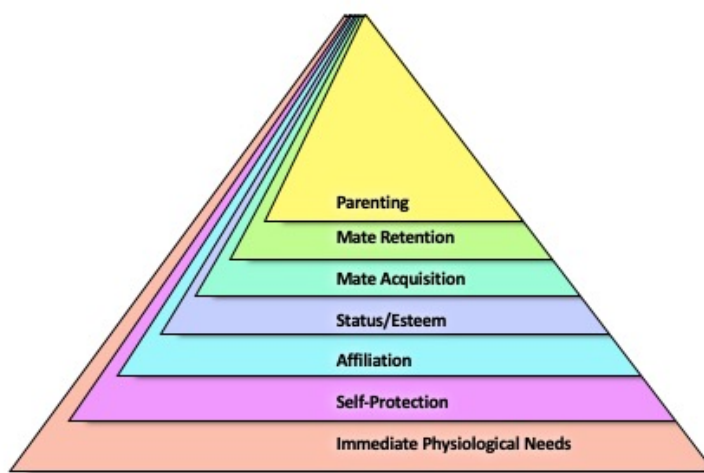 Parenting
Mate Retention
Mate Acquisition
Status/Esteem
Affiliation
Self-Protection
Immediate Physiological Needs